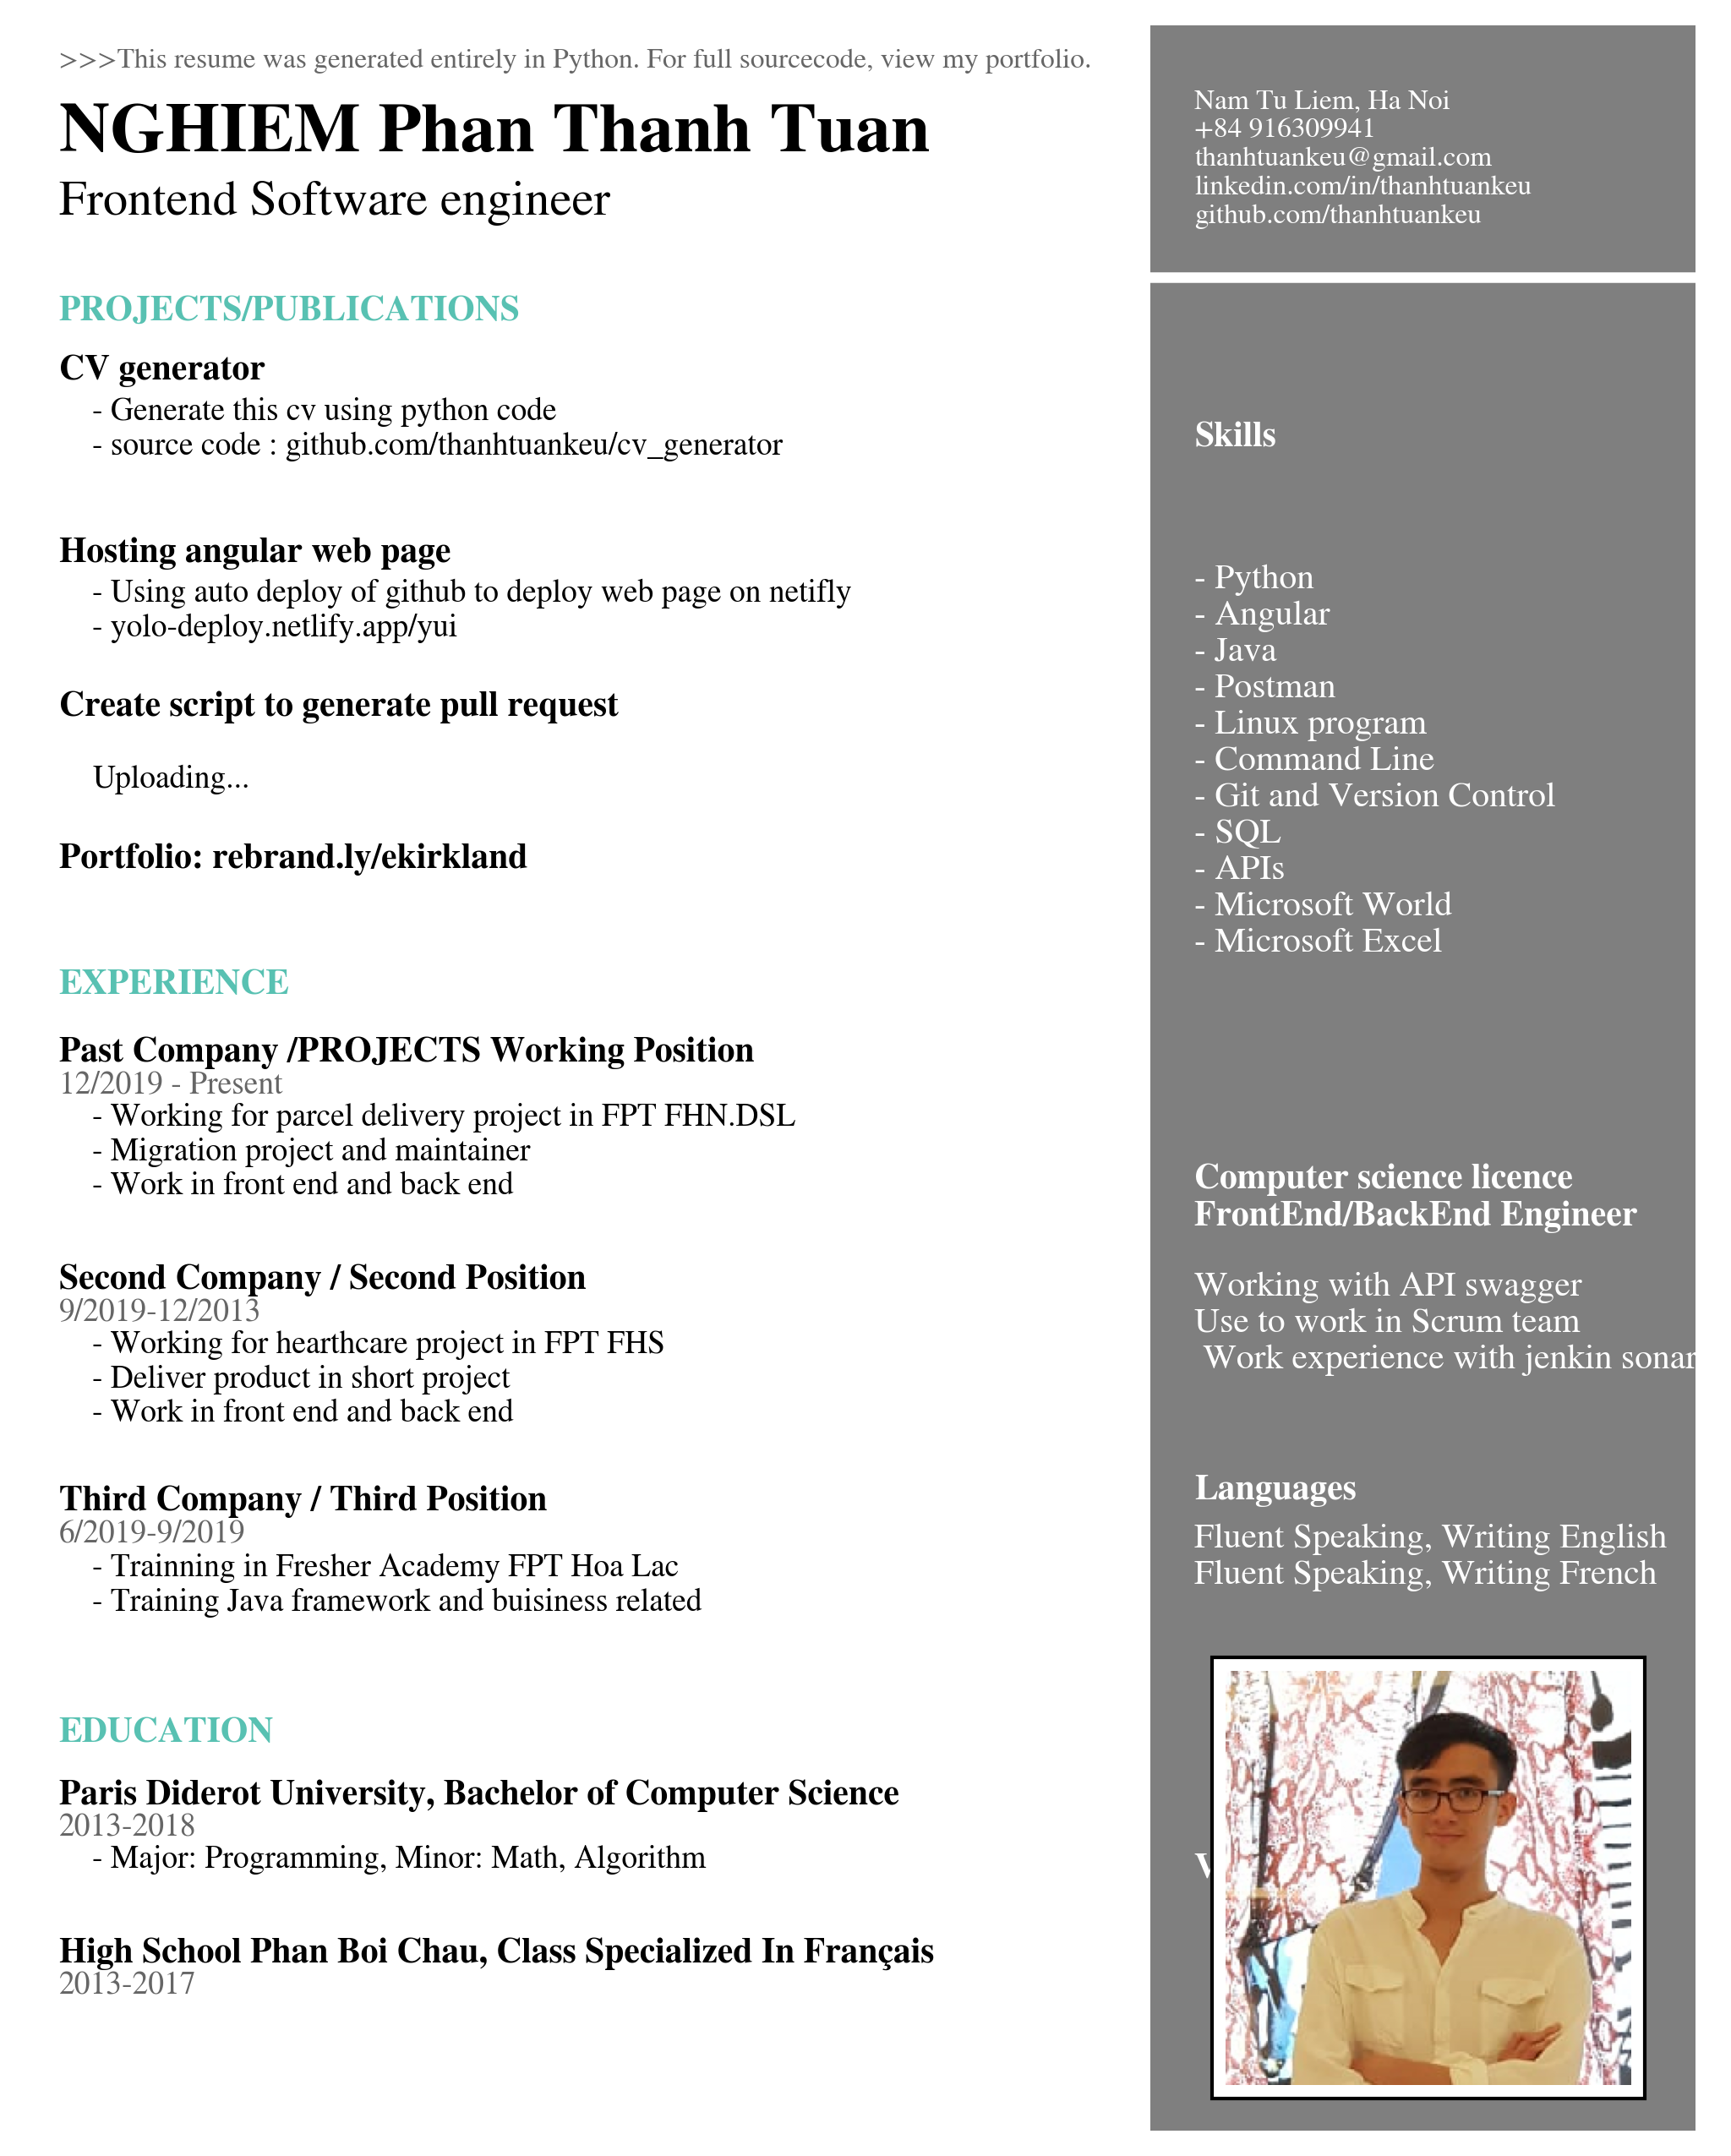 >>>This resume was generated entirely in Python. For full sourcecode, view my portfolio.
NGHIEM Phan Thanh Tuan
Frontend Software engineer
PROJECTS/PUBLICATIONS
CV generator
- Generate this cv using python code
- source code : github.com/thanhtuankeu/cv_generator
Hosting angular web page
- Using auto deploy of github to deploy web page on netifly
- yolo-deploy.netlify.app/yui
Create script to generate pull request
Uploading...
Portfolio: rebrand.ly/ekirkland
EXPERIENCE
Past Company /PROJECTS Working Position
12/2019 - Present
- Working for parcel delivery project in FPT FHN.DSL
- Migration project and maintainer
- Work in front end and back end
Second Company / Second Position
9/2019-12/2013
- Working for hearthcare project in FPT FHS
- Deliver product in short project
- Work in front end and back end
Third Company / Third Position
6/2019-9/2019
- Trainning in Fresher Academy FPT Hoa Lac
- Training Java framework and buisiness related
EDUCATION
Paris Diderot University, Bachelor of Computer Science
2013-2018
- Major: Programming, Minor: Math, Algorithm
High School Phan Boi Chau, Class Specialized In Français
2013-2017
Nam Tu Liem, Ha Noi
+84 916309941
thanhtuankeu@gmail.com
linkedin.com/in/thanhtuankeu
github.com/thanhtuankeu
Skills
- Python
- Angular
- Java
- Postman
- Linux program
- Command Line
- Git and Version Control
- SQL
- APIs
- Microsoft World
- Microsoft Excel
Computer science licence
FrontEnd/BackEnd Engineer
Working with API swagger
Use to work in Scrum team
Work experience with jenkin sonar
Languages
Fluent Speaking, Writing English
Fluent Speaking, Writing French